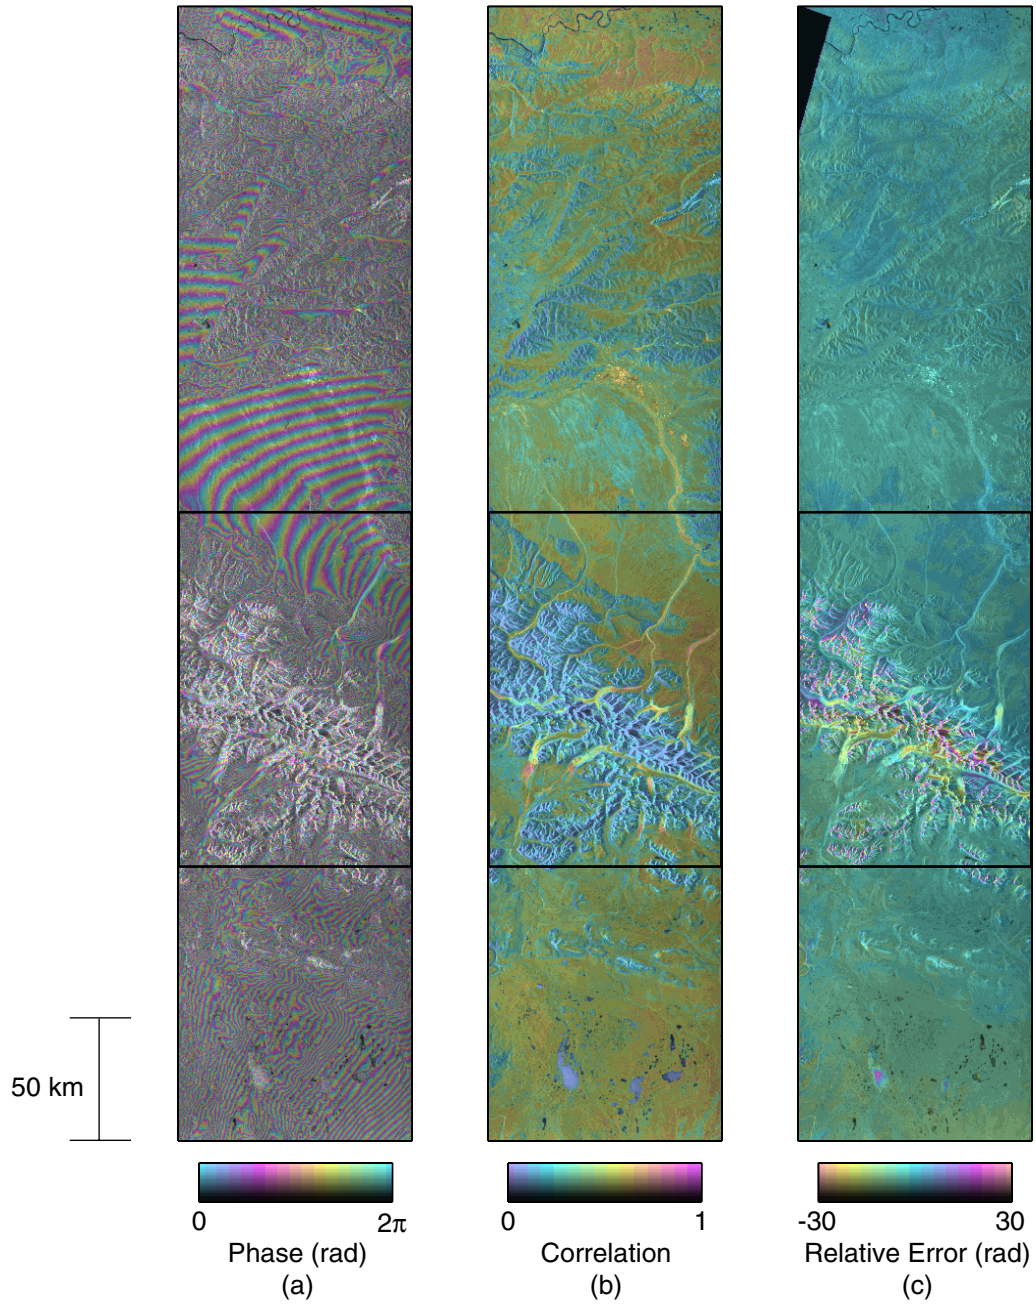 50 km
0 2π
Phase (rad)
(a)
0 1
Correlation
(b)
-30 30
Relative Error (rad)
(c)